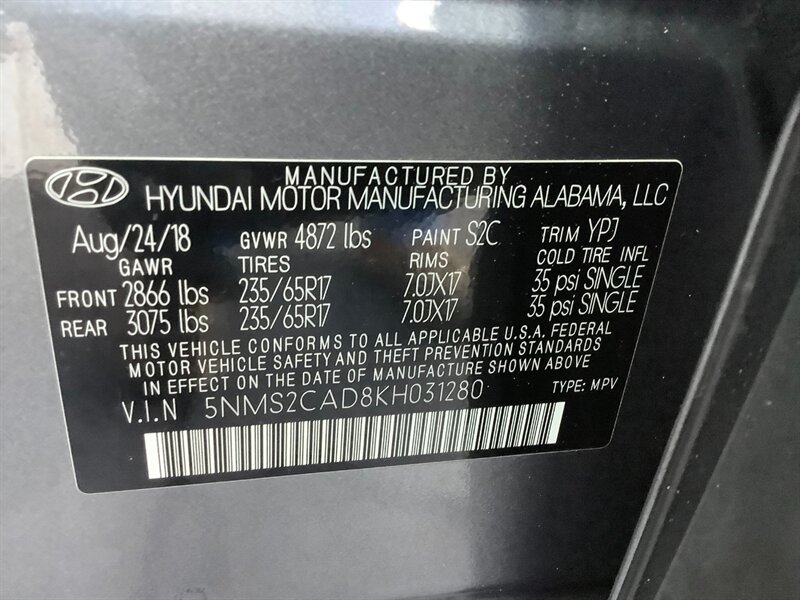 MANUFACTURED BY
HYUNDAI MOTOR MANUFACTURING ALABAMA, LLC
Aug/24/18 GVWR 4872 lbs PAINT S2C TRIM YPJ
GAWR TIRES RIMS COLD TIRE INFL
FRONT 2866 lbs 235/65R17 7.0JX17 35 psi SINGLE
REAR 3075 lbs 235/65R17 7.0JX17 35 psi SINGLE
THIS VEHICLE CONFORMS TO ALL APPLICABLE U.S.A. FEDERAL
MOTOR VEHICLE SAFETY AND THEFT PREVENTION STANDARDS
IN EFFECT ON THE DATE OF MANUFACTURE SHOWN ABOVE
V.I.N 5NMS2CAD8KH031280 TYPE: MPV